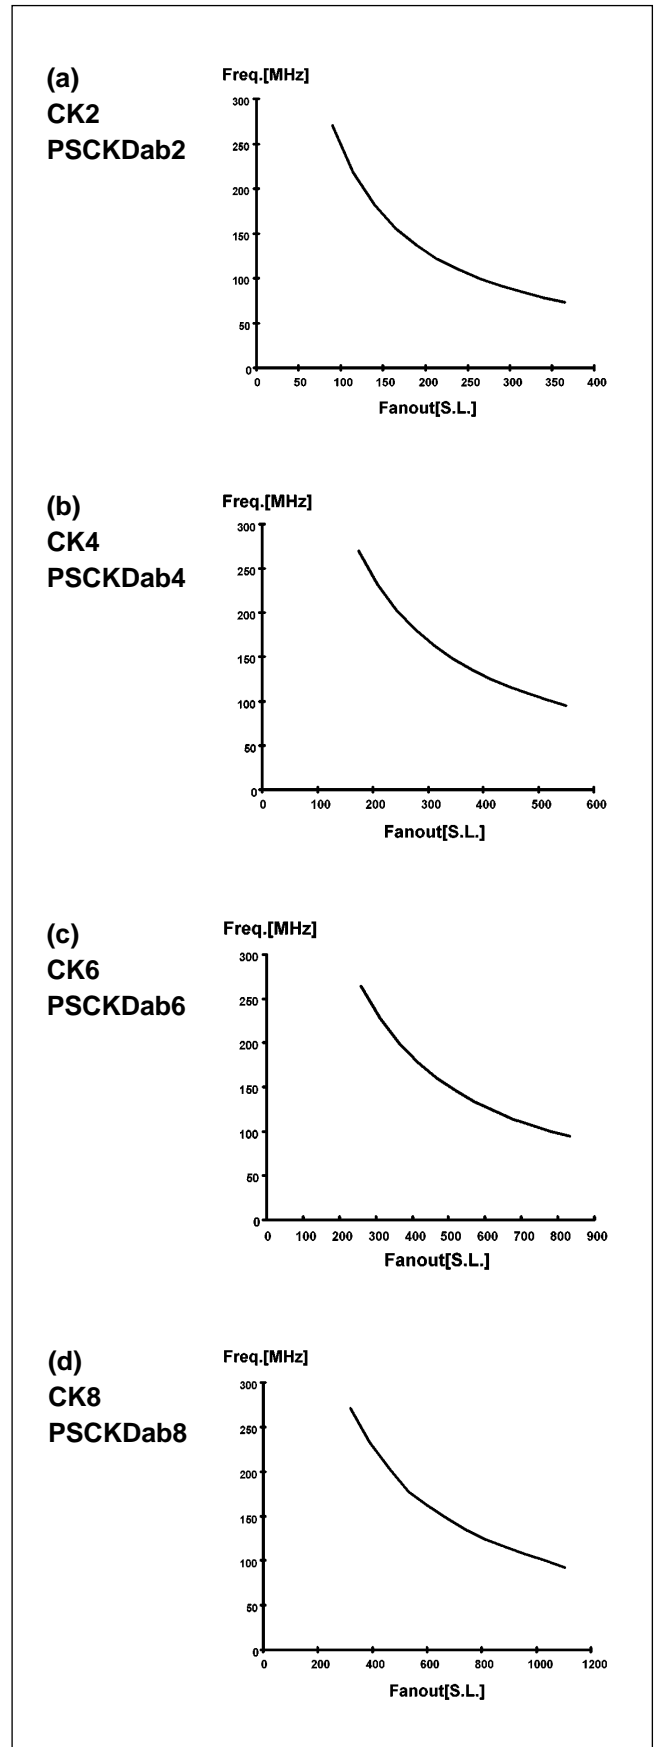 (a)
CK2
PSCKDab2
Freq.[MHz]
300
250
200
150
100
50
0
0 50 100 150 200 250 300 350 400
Fanout[S.L.]
(b)
CK4
PSCKDab4
Freq.[MHz]
300
250
200
150
100
50
0
0 100 200 300 400 500 600
Fanout[S.L.]
(c)
CK6
PSCKDab6
Freq.[MHz]
300
250
200
150
100
50
0
0 100 200 300 400 500 600 700 800 900
Fanout[S.L.]
(d)
CK8
PSCKDab8
Freq.[MHz]
300
250
200
150
100
50
0
0 200 400 600 800 1000 1200
Fanout[S.L.]